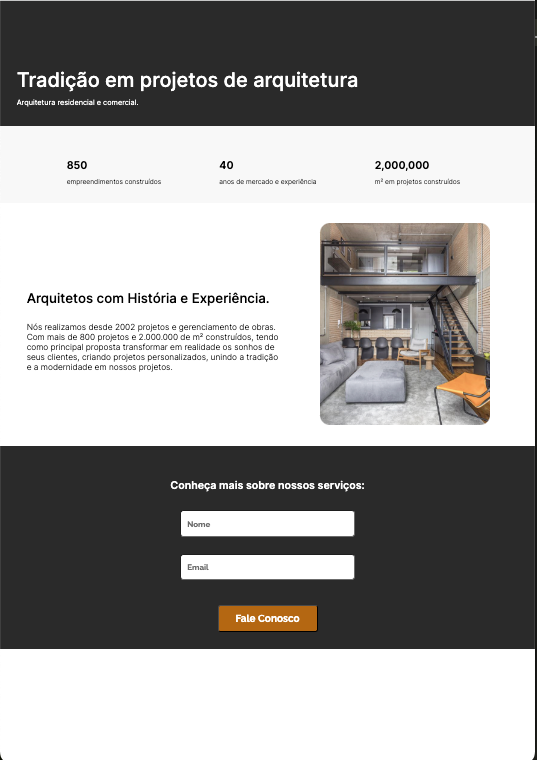 Tradição em projetos de arquitetura
Arquitetura residencial e comercial.
850
empreendimentos construídos
40
anos de mercado e experiência
2,000,000
m² em projetos construídos
Arquitetos com História e Experiência.
Nós realizamos desde 2002 projetos e gerenciamento de obras.
Com mais de 800 projetos e 2.000.000 de m² construídos, tendo
como principal proposta transformar em realidade os sonhos de
seus clientes, criando projetos personalizados, unindo a tradição
e a modernidade em nossos projetos.
Conheça mais sobre nossos serviços:
Nome
Email
Fale Conosco